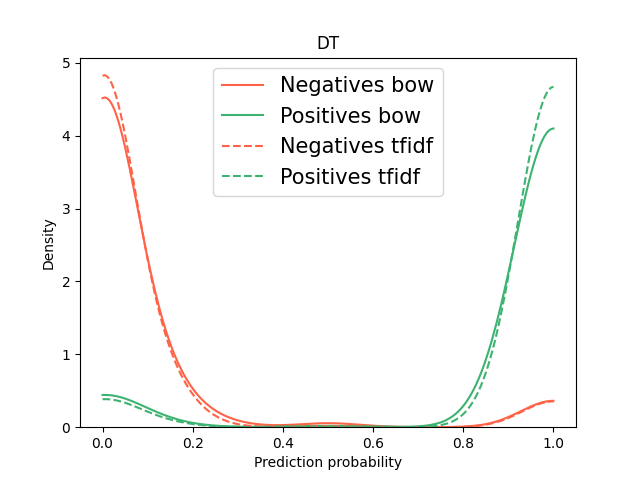 DT
Negatives bow
Positives bow
Negatives tfidf
Positives tfidf
Density
5
4
3
2
1
0
0.0 0.2 0.4 0.6 0.8 1.0
Prediction probability